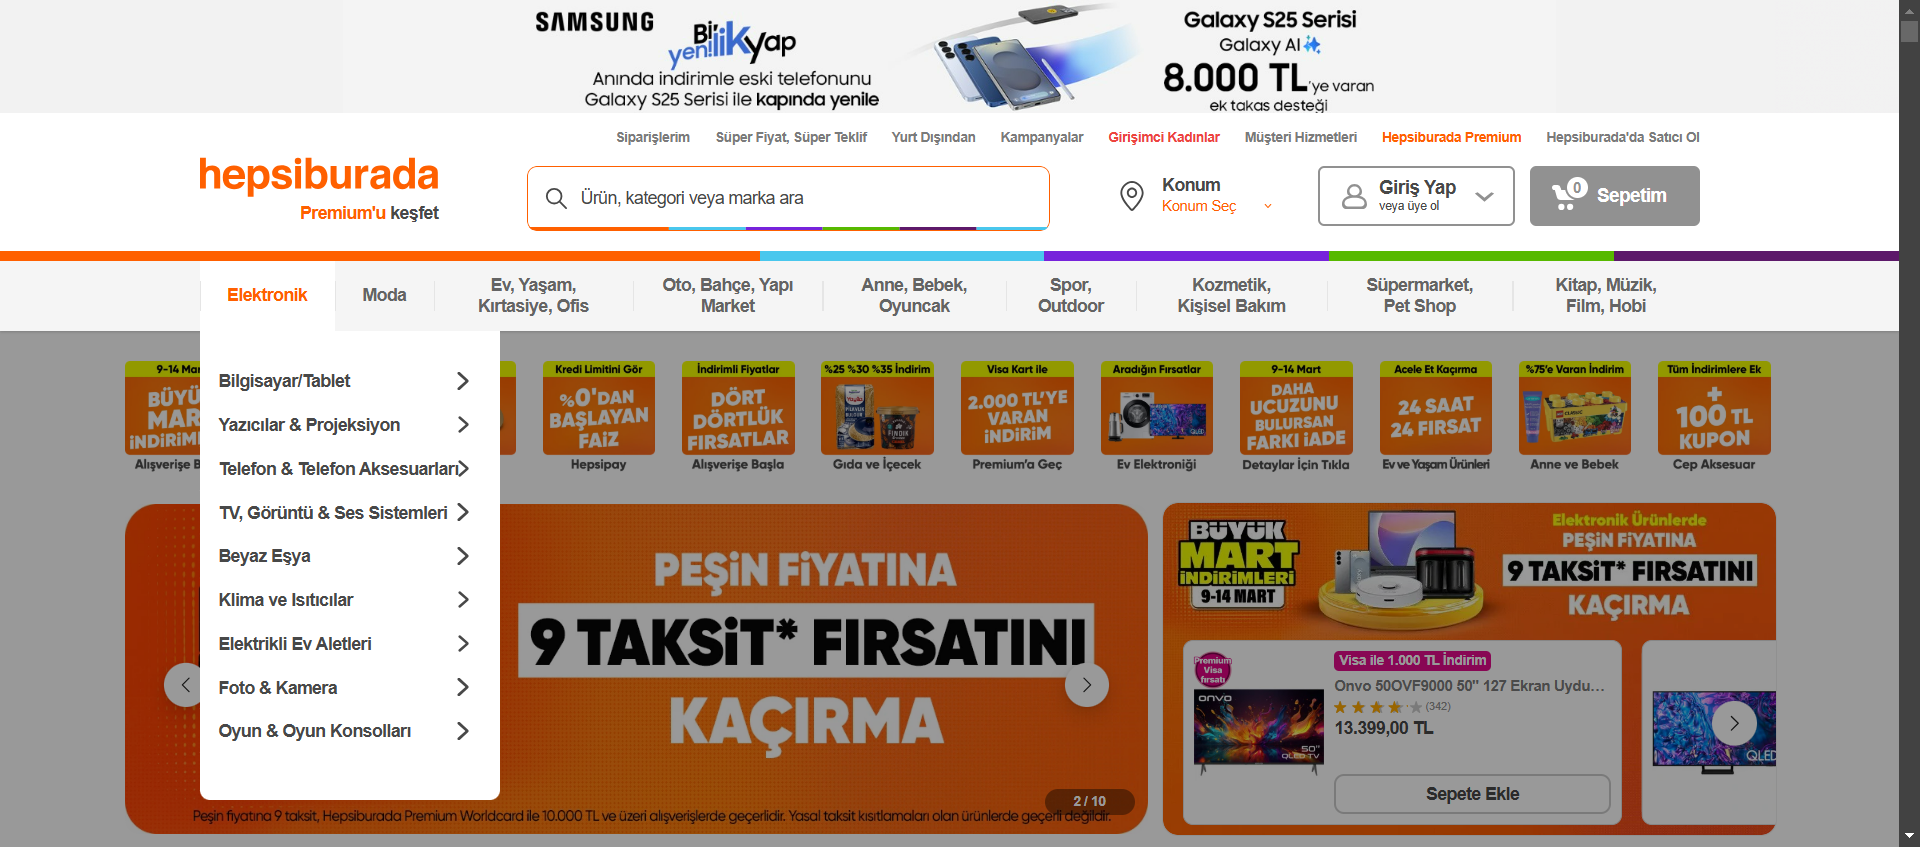 SAMSUNG
Bi'
yenilikyap
Anında indirimle eski telefonunu
Galaxy S25 Serisi ile kapında yenile
Galaxy S25 Serisi
Galaxy AI
8.000 TL'ye varan
ek takas desteği
Siparişlerim
Süper Fiyat, Süper Teklif
Yurt Dışından
Kampanyalar
Girişimci Kadınlar
Müşteri Hizmetleri
Hepsiburada Premium
Hepsiburada'da Satıcı Ol
hepsiburada
Premium'u keşfet
Ürün, kategori veya marka ara
Konum
Konum Seç
Giriş Yap
veya üye ol
0
Sepetim
Elektronik
Moda
Ev, Yaşam,
Kırtasiye, Ofis
Oto, Bahçe, Yapı
Market
Anne, Bebek,
Oyuncak
Spor,
Outdoor
Kozmetik,
Kişisel Bakım
Süpermarket,
Pet Shop
Kitap, Müzik,
Film, Hobi
Bilgisayar/Tablet
Yazıcılar & Projeksiyon
Telefon & Telefon Aksesuarları
TV, Görüntü & Ses Sistemleri
Beyaz Eşya
Klima ve Isıtıcılar
Elektrikli Ev Aletleri
Foto & Kamera
Oyun & Oyun Konsolları
9-14 Mar
BÜYÜ
MAR
İNDİRİM
Alışverişe B
Kredi Limitini Gör
%0'DAN
BAŞLAYAN
FAİZ
Hepsipay
İndirimli Fiyatlar
DÖRT
DÖRTLÜK
FIRSATLAR
Alışverişe Başla
%25 %30 %35 İndirim
Yayla
FINDIK
Gıda ve İçecek
Visa Kart ile
2.000 TL'YE
VARAN
İNDİRİM
Premium'a Geç
Aradığın Fırsatlar
Ev Elektroniği
9-14 Mart
DAHA
UCUZUNU
BULURSAN
FARKI İADE
Detaylar İçin Tıkla
Acele Et Kaçırma
24 SAAT
24 FIRSAT
Ev ve Yaşam Ürünleri
%75'e Varan İndirim
CLASSIC
Anne ve Bebek
Tüm İndirimlere Ek
+
100 TL
KUPON
Cep Aksesuar
PEŞİN FİYATINA
9 TAKSİT* FIRSATINI
KAÇIRMA
2 / 10
Peşin fiyatına 9 taksit, Hepsiburada Premium Worldcard ile 10.000 TL ve üzeri alışverişlerde geçerlidir. Yasal taksit kısıtlamaları olan ürünlerde geçerli değildir.
BÜYÜK
MART
İNDİRİMLERİ
9-14 MART
Elektronik Ürünlerde
PEŞİN FİYATINA
9 TAKSİT* FIRSATINI
KAÇIRMA
Premium
Visa
fırsatı
ONVO
50"
QLED TV
Visa ile 1.000 TL İndirim
Onvo 50OVF9000 50" 127 Ekran Uydu...
(342)
13.399,00 TL
Sepete Ekle
QLED